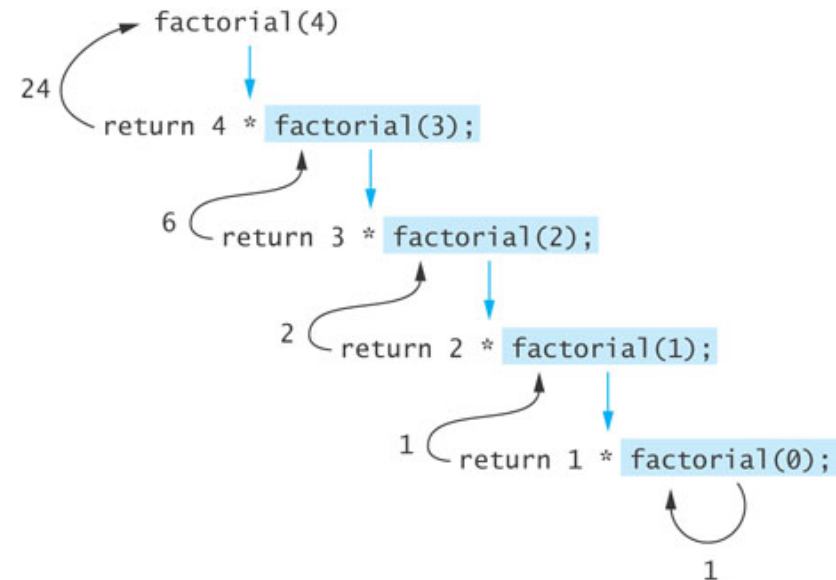 factorial(4)
24
return 4 * factorial(3);
6
return 3 * factorial(2);
2
return 2 * factorial(1);
1
return 1 * factorial(0);
1